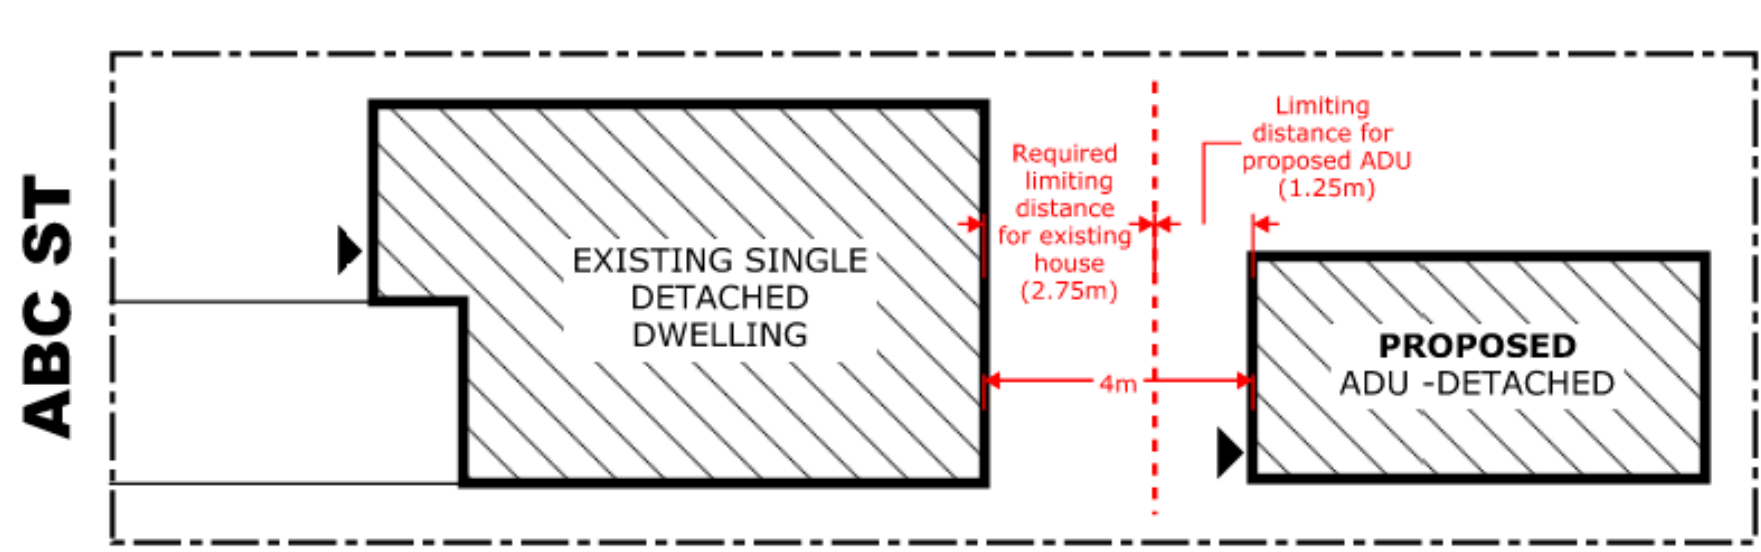 ABC ST
EXISTING SINGLE
DETACHED
DWELLING
Required
limiting
distance
for existing
house
(2.75m)
Limiting
distance for
proposed ADU
(1.25m)
4m
PROPOSED
ADU -DETACHED